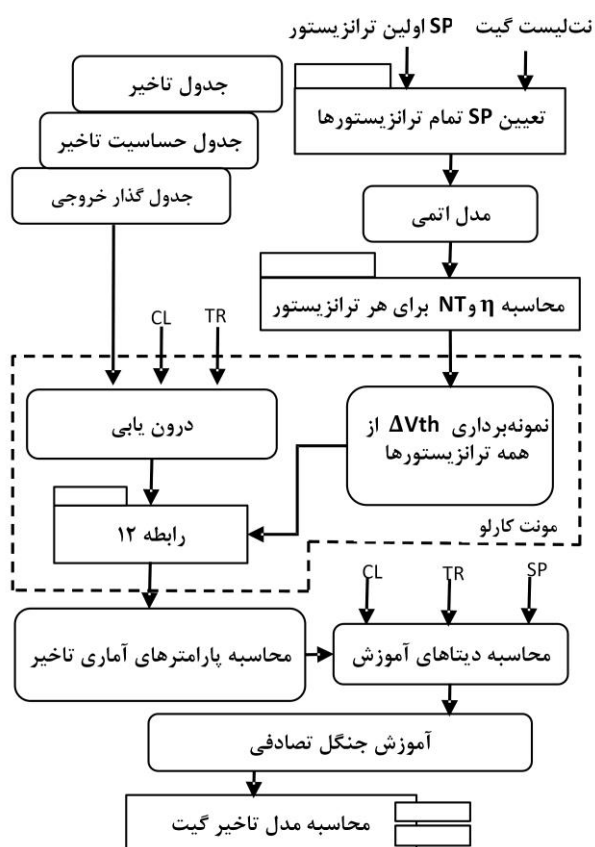 نت‌لیست گیت
SP اولین ترانزیستور
تعیین SP تمام ترانزیستورها
مدل اتمی
محاسبه η وNT برای هر ترانزیستور
جدول تاخیر
جدول حساسیت تاخیر
جدول گذار خروجی
CL
TR
درون یابی
نمونه‌برداری ΔVth از
همه ترانزیستورها
رابطه ۱۲
مونت کارلو
CL
TR
SP
محاسبه پارامترهای آماری تاخیر
محاسبه دیتاهای آموزش
آموزش جنگل تصادفی
محاسبه مدل تاخیر گیت